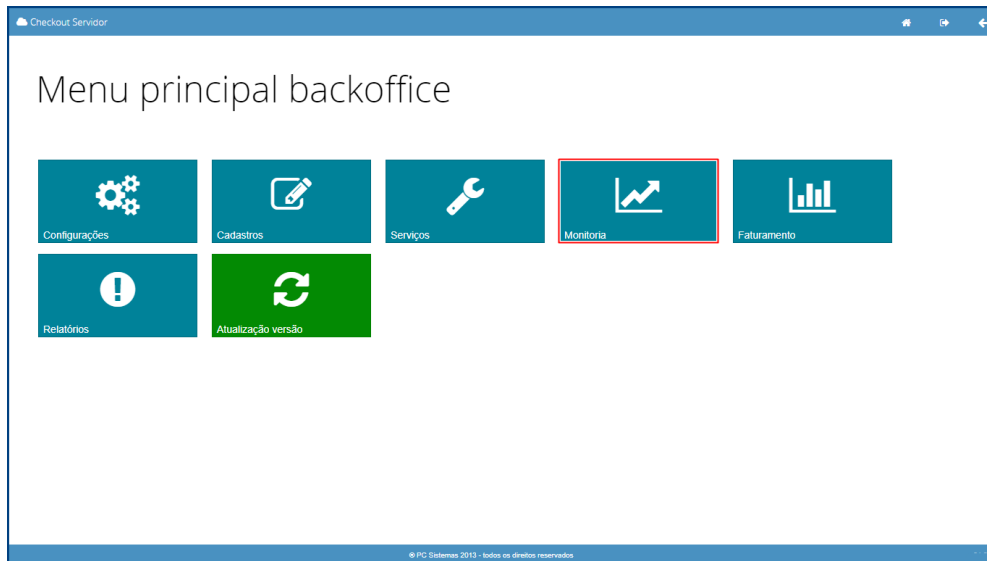 Checkout Servidor
Menu principal backoffice
Configurações
Cadastros
Serviços
Monitoria
Faturamento
Relatórios
Atualização versão
® PC Sistemas 2013 - todos os direitos reservados